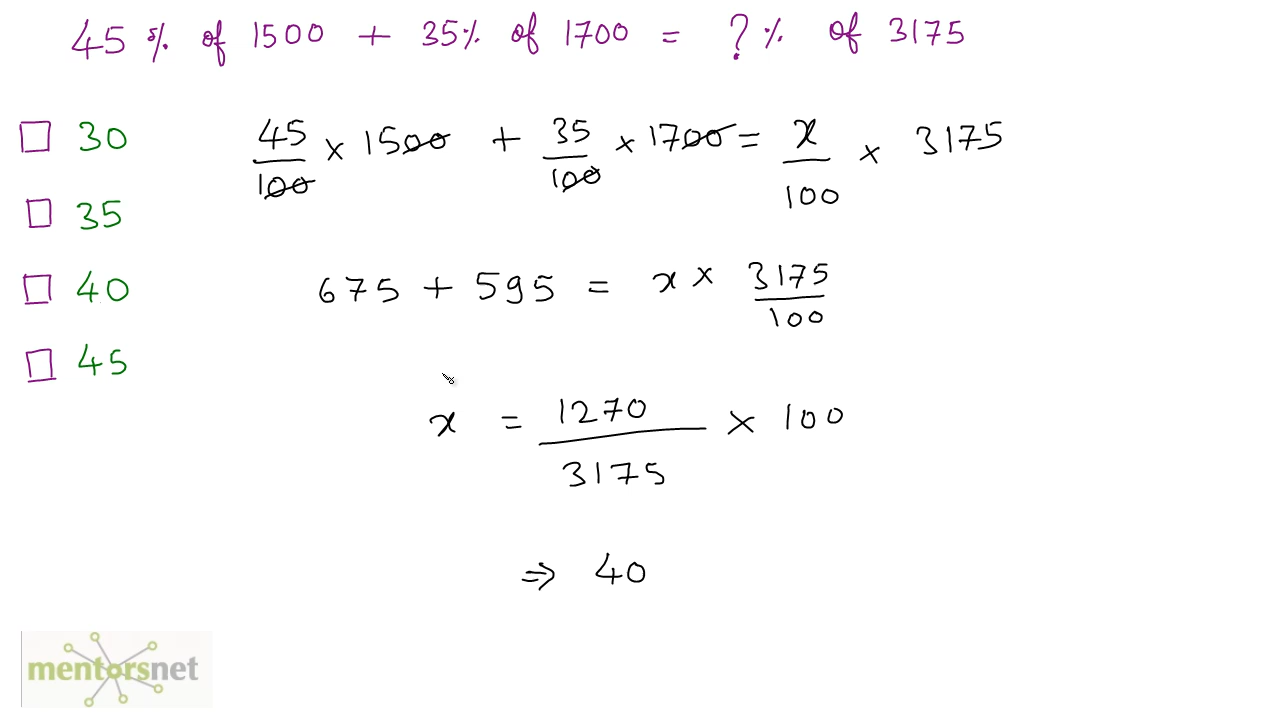 45 % of 1500 + 35% of 1700 = ? % of 3175
30
35
40
45
45/100 × 1500 + 35/100 × 1700 = x/100 × 3175
675 + 595 = x × 3175/100
x = 1270/3175 × 100
⇒ 40
mentorsnet